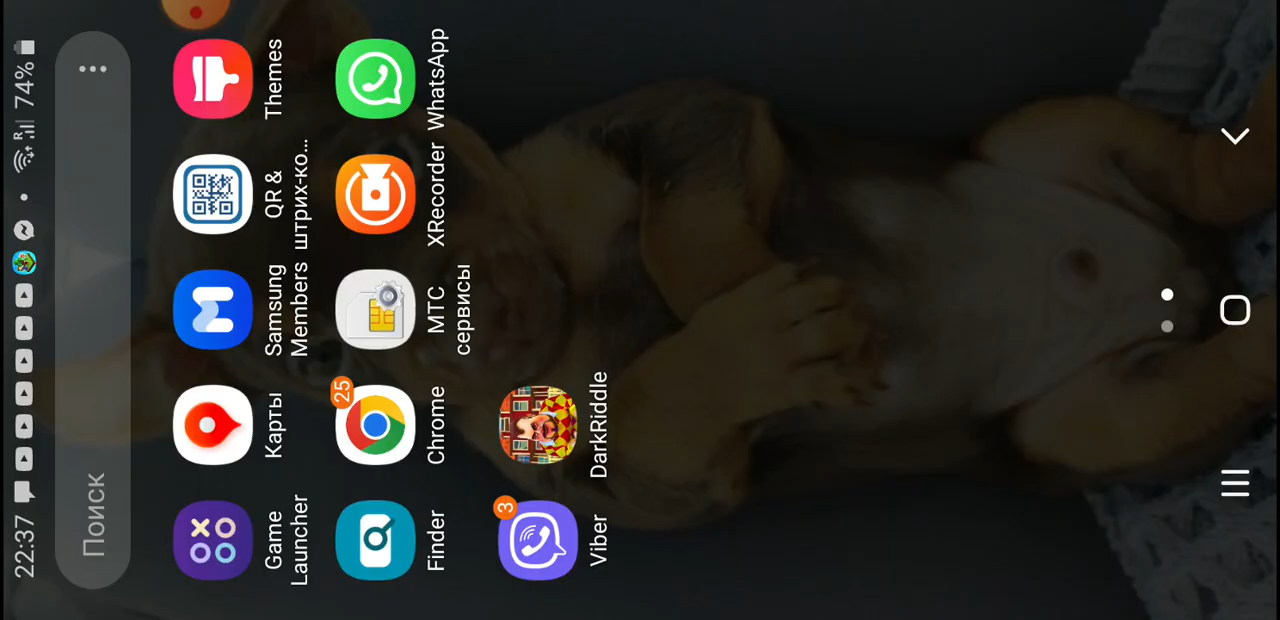 22:37
R
74%
Поиск
Game
Launcher
Карты
Samsung
Members
QR &
штрих-ко...
Themes
Finder
25
Chrome
МТС
сервисы
XRecorder
WhatsApp
3
Viber
DarkRiddle